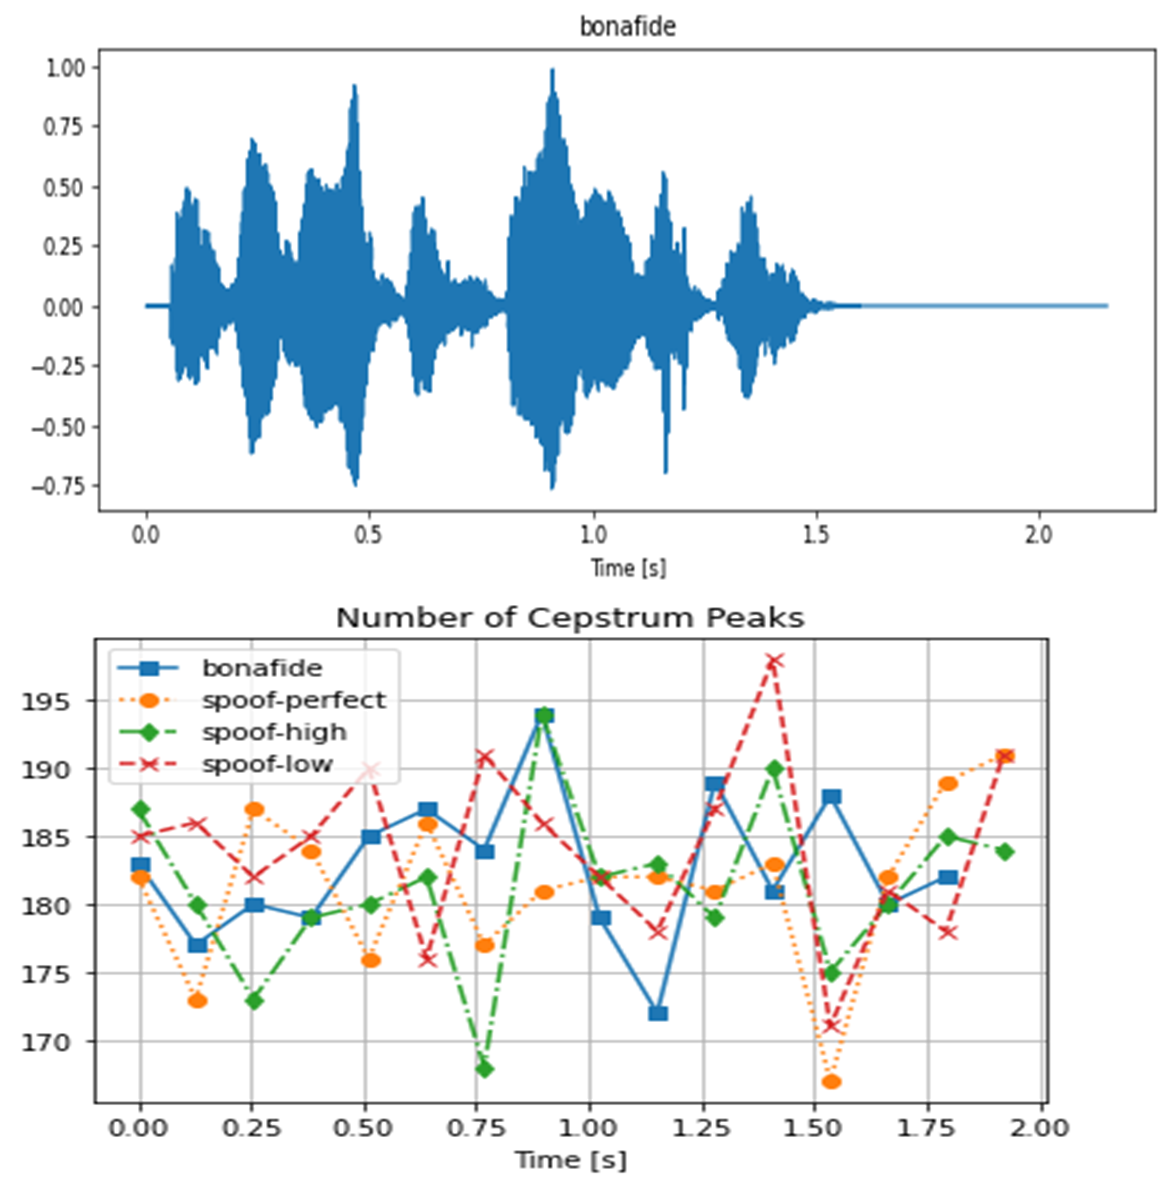 bonafide
1.00
0.75
0.50
0.25
0.00
−0.25
−0.50
−0.75
0.0 0.5 1.0 1.5 2.0
Time [s]
Number of Cepstrum Peaks
bonafide
spoof-perfect
spoof-high
spoof-low
195
190
185
180
175
170
0.00 0.25 0.50 0.75 1.00 1.25 1.50 1.75 2.00
Time [s]